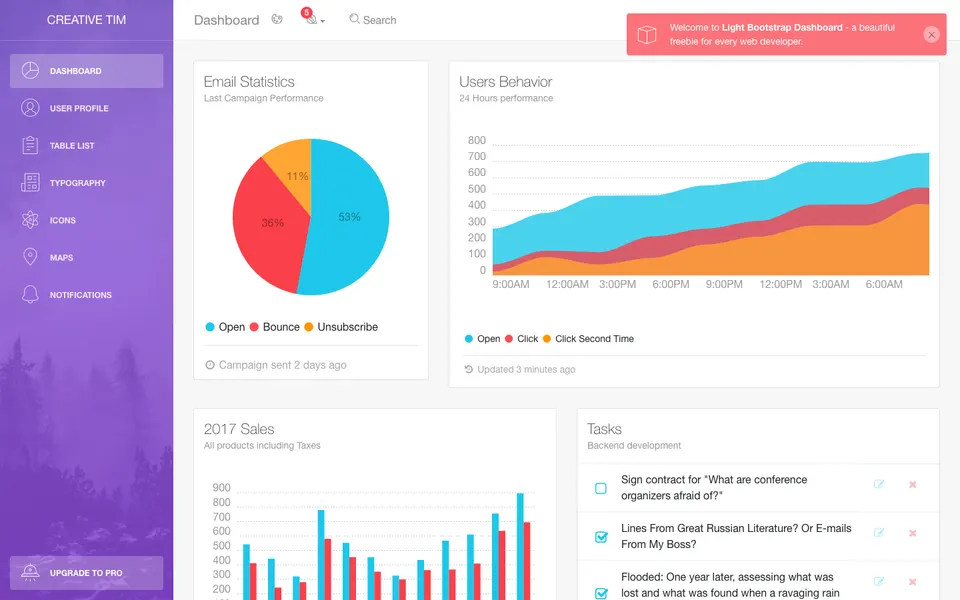 CREATIVE TIM
DASHBOARD
USER PROFILE
TABLE LIST
TYPOGRAPHY
ICONS
MAPS
NOTIFICATIONS
UPGRADE TO PRO
Dashboard
5
Search
Welcome to Light Bootstrap Dashboard - a beautiful
freebie for every web developer.
Email Statistics
Last Campaign Performance
11%
36%
53%
Open Bounce Unsubscribe
Campaign sent 2 days ago
Users Behavior
24 Hours performance
800
700
600
500
400
300
200
100
0
9:00AM 12:00AM 3:00PM 6:00PM 9:00PM 12:00PM 3:00AM 6:00AM
Open Click Click Second Time
Updated 3 minutes ago
2017 Sales
All products including Taxes
900
800
700
600
500
400
300
200
Tasks
Backend development
Sign contract for "What are conference
organizers afraid of?"
Lines From Great Russian Literature? Or E-mails
From My Boss?
Flooded: One year later, assessing what was
lost and what was found when a ravaging rain